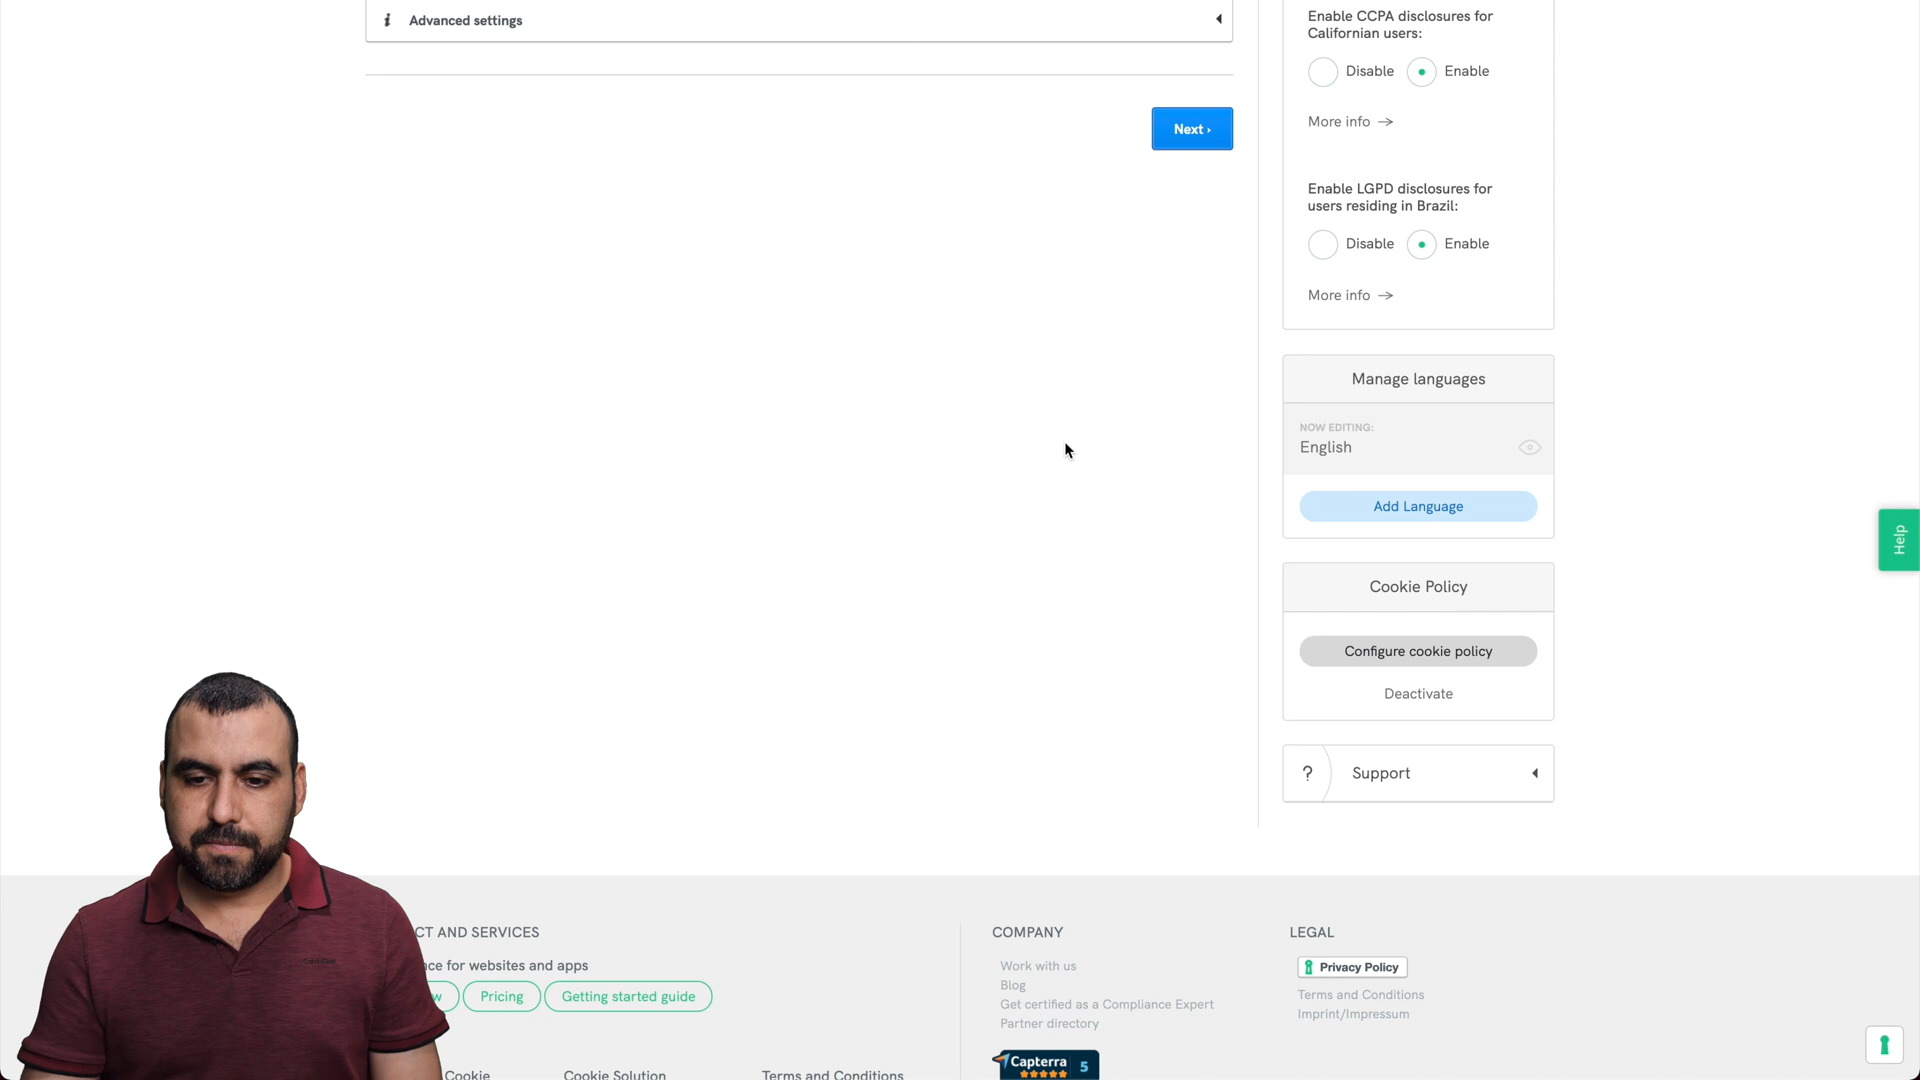 Advanced settings
Next ›
Enable CCPA disclosures for
Californian users:
Disable
Enable
More info →
Enable LGPD disclosures for
users residing in Brazil:
Disable
Enable
More info →
Manage languages
NOW EDITING:
English
Add Language
Cookie Policy
Configure cookie policy
Deactivate
? Support
Help
CT AND SERVICES
nce for websites and apps
w
Pricing
Getting started guide
Cookie
Cookie Solution
Terms and Conditions
COMPANY
Work with us
Blog
Get certified as a Compliance Expert
Partner directory
Capterra 5
LEGAL
Privacy Policy
Terms and Conditions
Imprint/Impressum